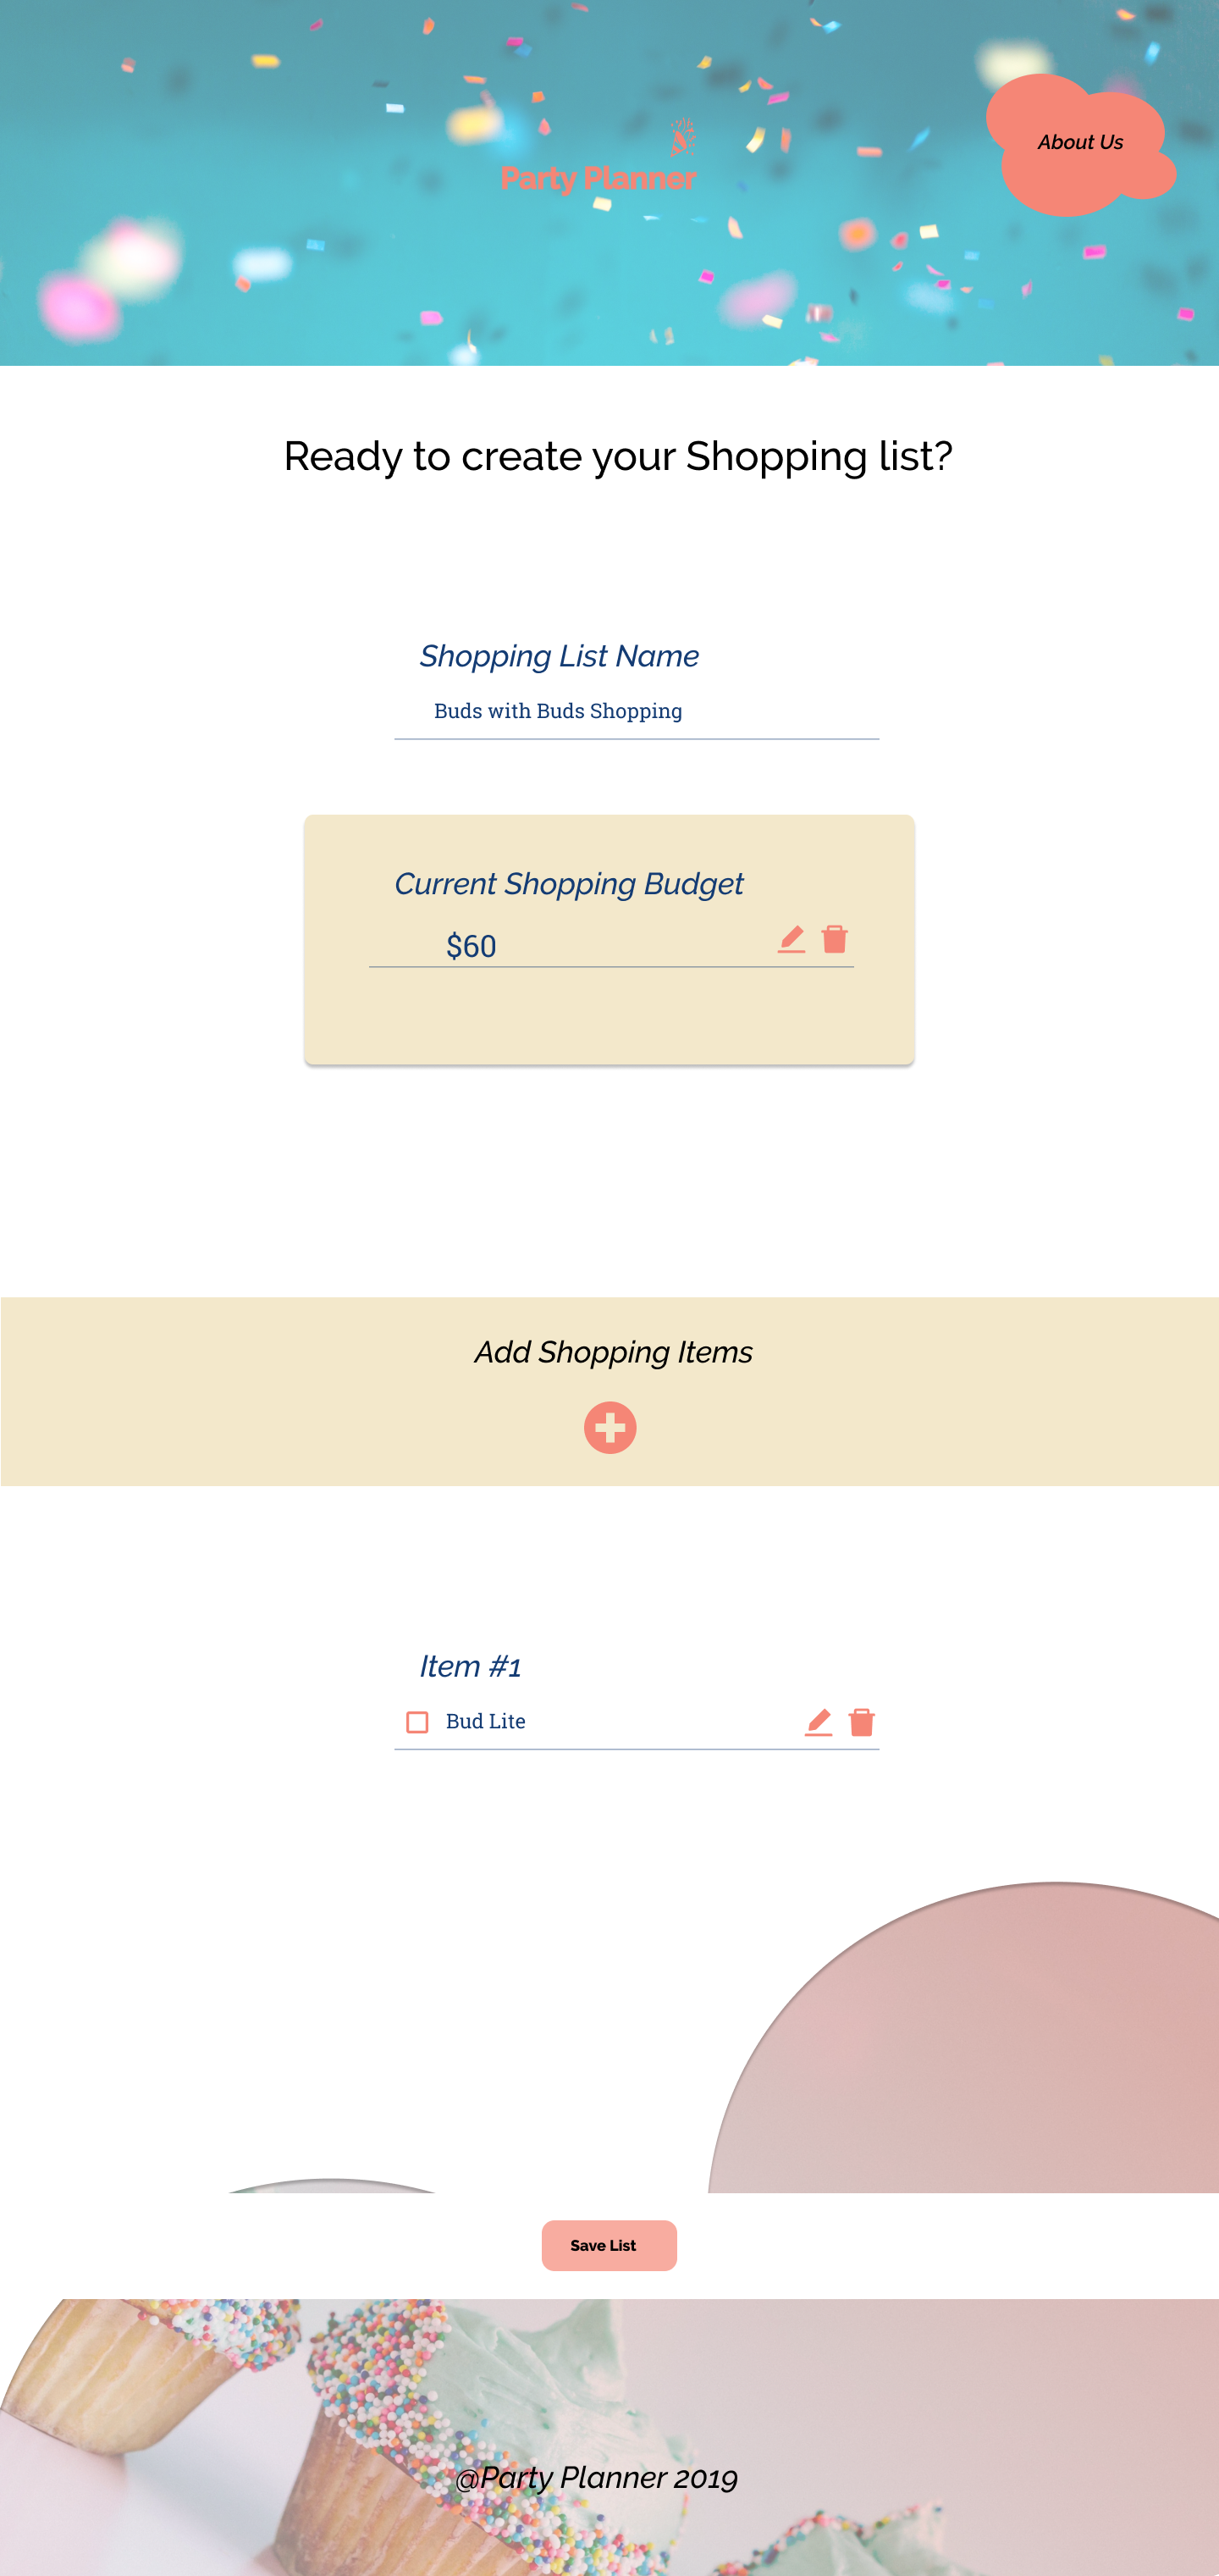 About Us
Party Planner
Ready to create your Shopping list?
Shopping List Name
Buds with Buds Shopping
Current Shopping Budget
$60
Add Shopping Items
Item #1
Bud Lite
Save List
@Party Planner 2019